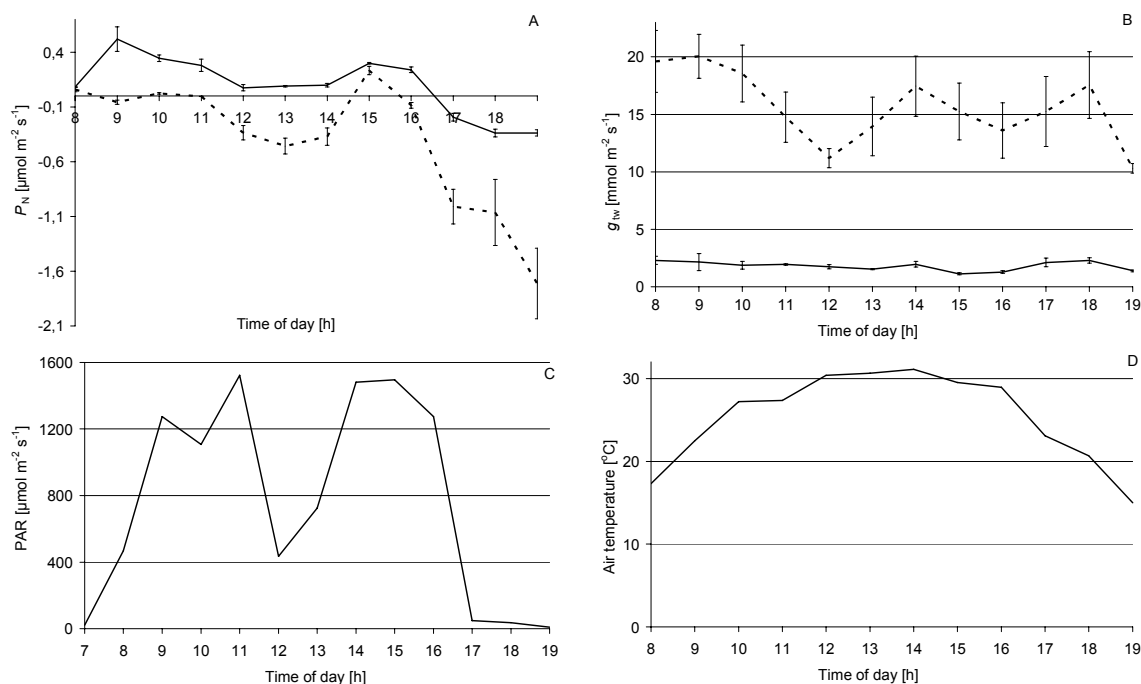 A
0,4
-0,1
-0,6
-1,1
-1,6
-2,1
P N [µmol m-2 s-1]
8 9 10 11 12 13 14 15 16 17 18
Time of day [h]
B
20
15
10
5
0
g tw [mmol m-2 s-1]
8 9 10 11 12 13 14 15 16 17 18 19
Time of day [h]
C
1600
1200
800
400
0
PAR [µmol m-2 s-1]
7 8 9 10 11 12 13 14 15 16 17 18 19
Time of day [h]
D
30
20
10
0
Air temperature [oC]
8 9 10 11 12 13 14 15 16 17 18 19
Time of day [h]